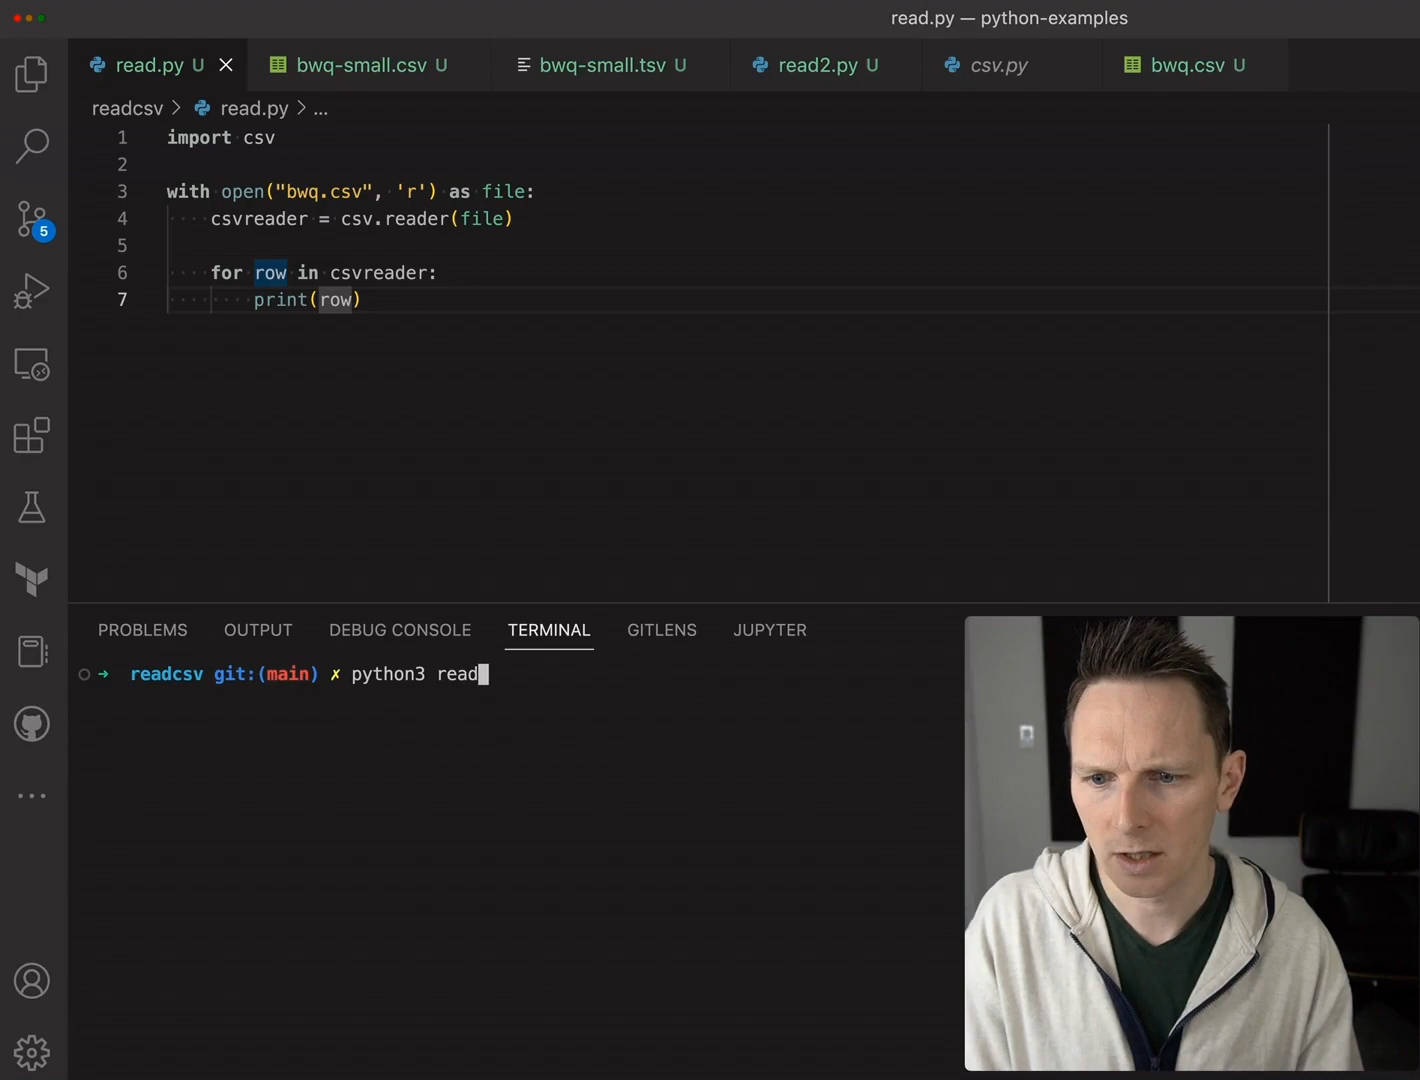 read.py — python-examples
read.py U bwq-small.csv U bwq-small.tsv U read2.py U csv.py bwq.csv U
readcsv > read.py > ...
1 import csv
2
3 with open("bwq.csv", 'r') as file:
4 csvreader = csv.reader(file)
5
6 for row in csvreader:
7 print(row)
5
PROBLEMS OUTPUT DEBUG CONSOLE TERMINAL GITLENS JUPYTER
➜ readcsv git:(main) ✗ python3 read